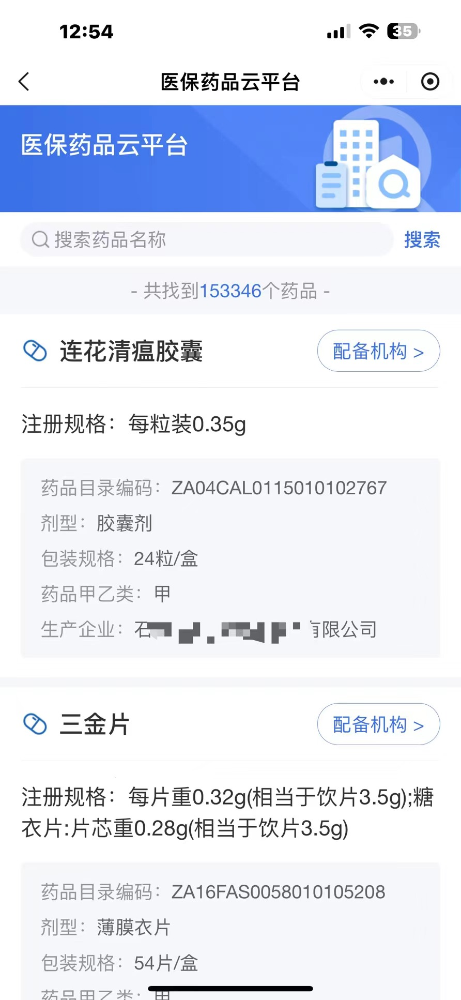 12:54
35
医保药品云平台
医保药品云平台
搜索药品名称
搜索
- 共找到153346个药品 -
连花清瘟胶囊
配备机构 >
注册规格：每粒装0.35g
药品目录编码：ZA04CAL0115010102767
剂型：胶囊剂
包装规格：24粒/盒
药品甲乙类：甲
生产企业：石 有限公司
三金片
配备机构 >
注册规格：每片重0.32g(相当于饮片3.5g);糖
衣片:片芯重0.28g(相当于饮片3.5g)
药品目录编码：ZA16FAS0058010105208
剂型：薄膜衣片
包装规格：54片/盒
药品甲乙类：甲